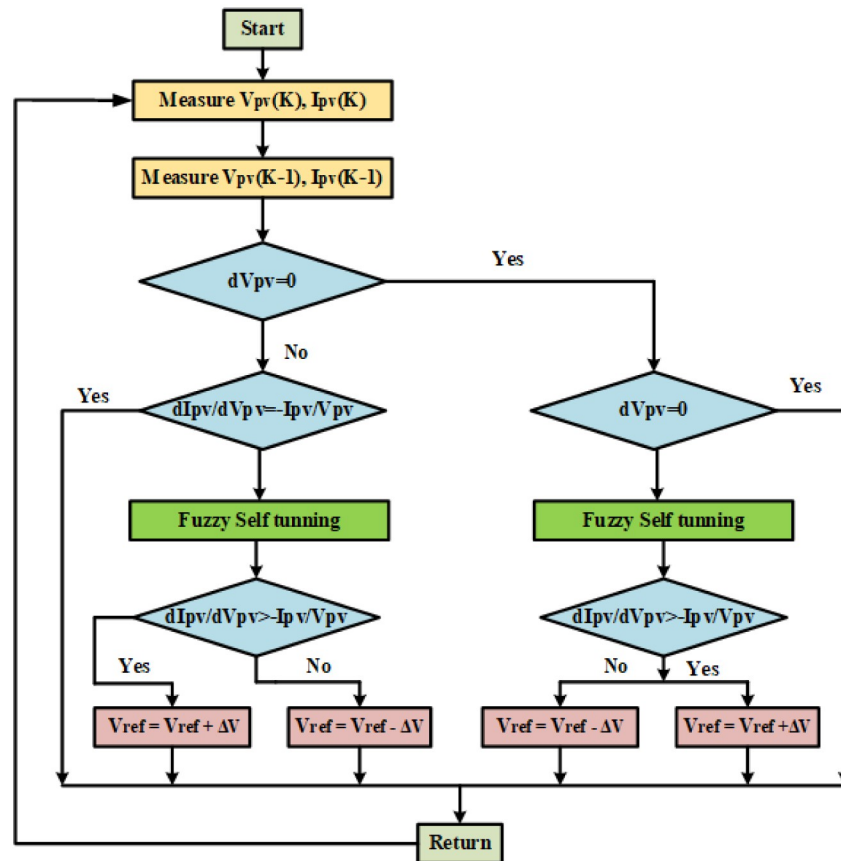 Start
Measure Vpv(K), Ipv(K)
Measure Vpv(K-1), Ipv(K-1)
dVpv=0
Yes
No
Yes
dIpv/dVpv=-Ipv/Vpv
dVpv=0
Yes
Fuzzy Self tunning
Fuzzy Self tunning
dIpv/dVpv>-Ipv/Vpv
dIpv/dVpv>-Ipv/Vpv
Yes
No
No
Yes
Vref = Vref + ΔV
Vref = Vref - ΔV
Vref = Vref - ΔV
Vref = Vref +ΔV
Return